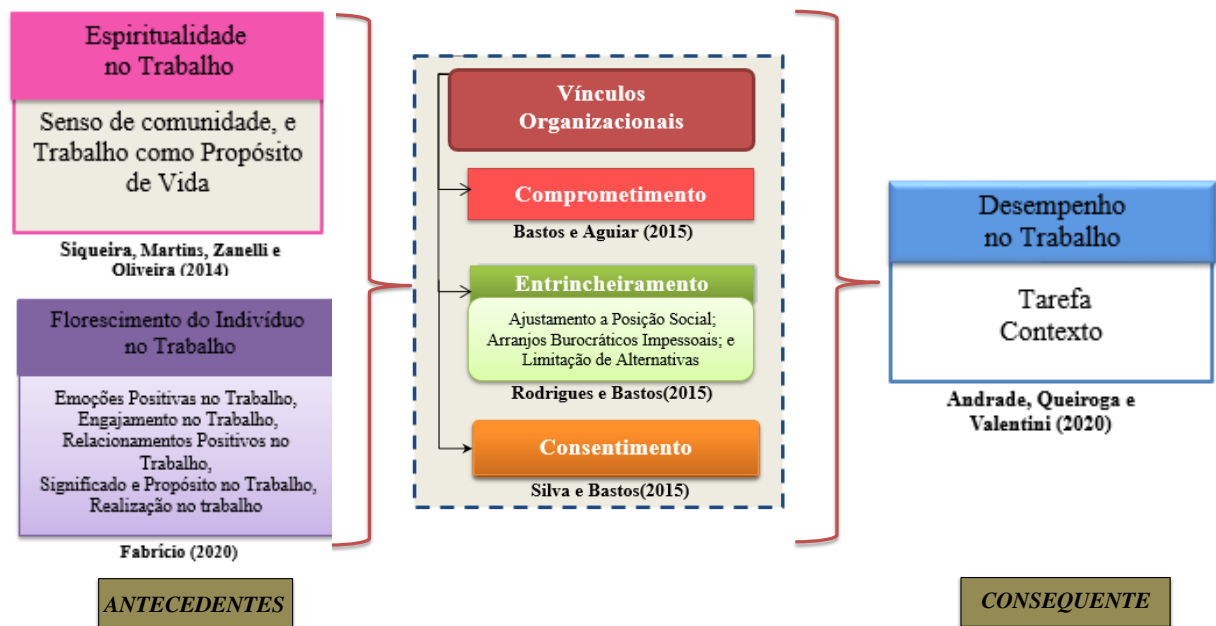 Espiritualidade
no Trabalho
Senso de comunidade, e
Trabalho como Propósito
de Vida
Siqueira, Martins, Zanelli e
Oliveira (2014)
Florescimento do Indivíduo
no Trabalho
Emoções Positivas no Trabalho,
Engajamento no Trabalho,
Relacionamentos Positivos no
Trabalho,
Significado e Propósito no Trabalho,
Realização no trabalho
Fabrício (2020)
ANTECEDENTES
Vínculos
Organizacionais
Comprometimento
Bastos e Aguiar (2015)
Entrincheiramento
Ajustamento a Posição Social;
Arranjos Burocráticos Impessoais; e
Limitação de Alternativas
Rodrigues e Bastos(2015)
Consentimento
Silva e Bastos(2015)
Desempenho
no Trabalho
Tarefa
Contexto
Andrade, Queiroga e
Valentini (2020)
CONSEQUENTE